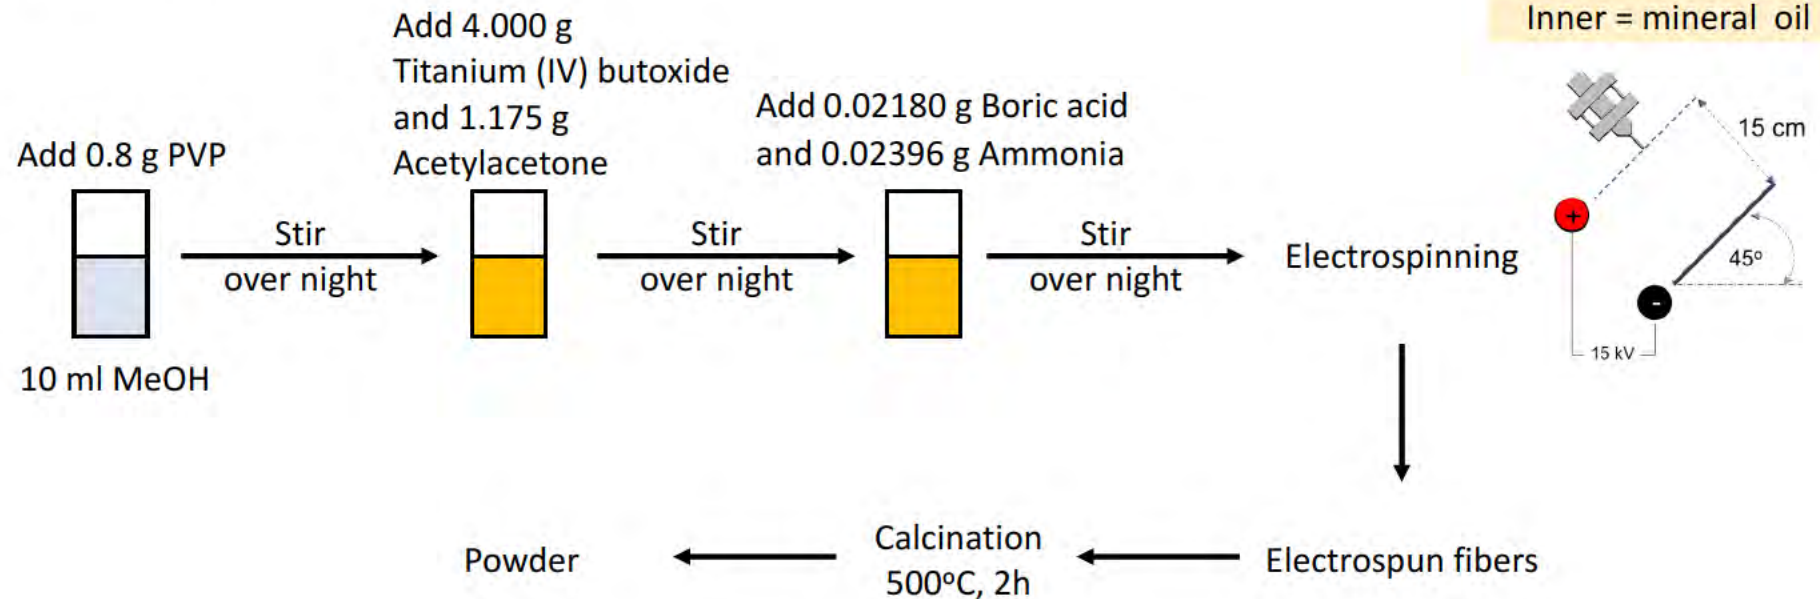 Add 0.8 g PVP
10 ml MeOH
Stir
over night
Add 4.000 g
Titanium (IV) butoxide
and 1.175 g
Acetylacetone
Stir
over night
Add 0.02180 g Boric acid
and 0.02396 g Ammonia
Stir
over night
Electrospinning
Inner = mineral oil
15 cm
+
45º
-
15 kV
Electrospun fibers
Calcination
500ºC, 2h
Powder